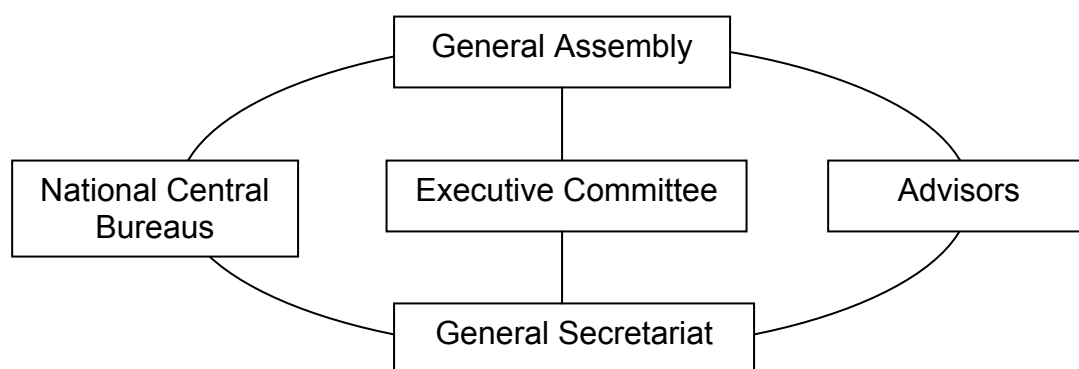 General Assembly
National Central
Bureaus
Executive Committee
Advisors
General Secretariat